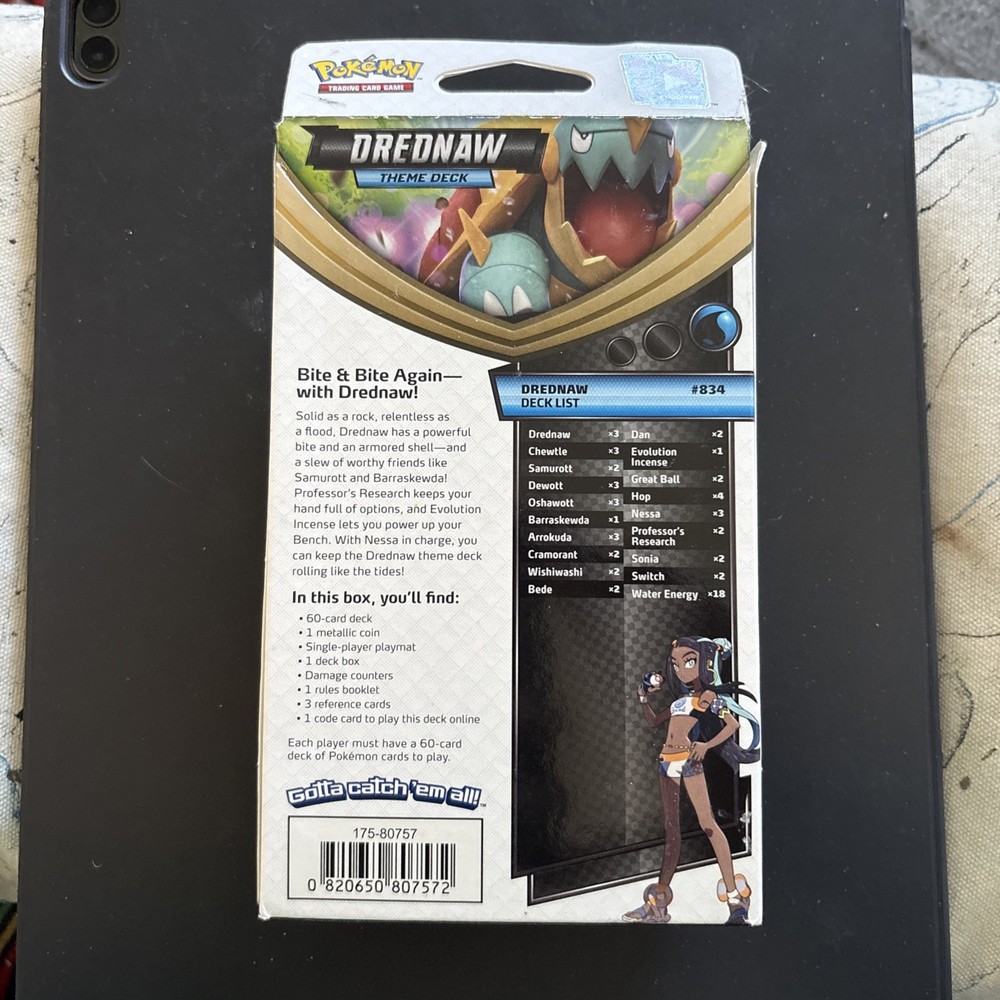 POKéMON
TRADING CARD GAME
DREDNAW
THEME DECK
Bite & Bite Again—
with Drednaw!
Solid as a rock, relentless as
a flood, Drednaw has a powerful
bite and an armored shell—and
a slew of worthy friends like
Samurott and Barraskewda!
Professor's Research keeps your
hand full of options, and Evolution
Incense lets you power up your
Bench. With Nessa in charge, you
can keep the Drednaw theme deck
rolling like the tides!
In this box, you'll find:
• 60-card deck
• 1 metallic coin
• Single-player playmat
• 1 deck box
• Damage counters
• 1 rules booklet
• 3 reference cards
• 1 code card to play this deck online
Each player must have a 60-card
deck of Pokémon cards to play.
Gotta catch 'em all!™
175-80757
0 820650 807572
DREDNAW #834
DECK LIST
Drednaw ×3
Chewtle ×3
Samurott ×2
Dewott ×3
Oshawott ×3
Barraskewda ×1
Arrokuda ×3
Cramorant ×2
Wishiwashi ×2
Bede ×2
Dan ×2
Evolution ×1
Incense
Great Ball ×2
Hop ×4
Nessa ×3
Professor's ×2
Research
Sonia ×2
Switch ×2
Water Energy ×18